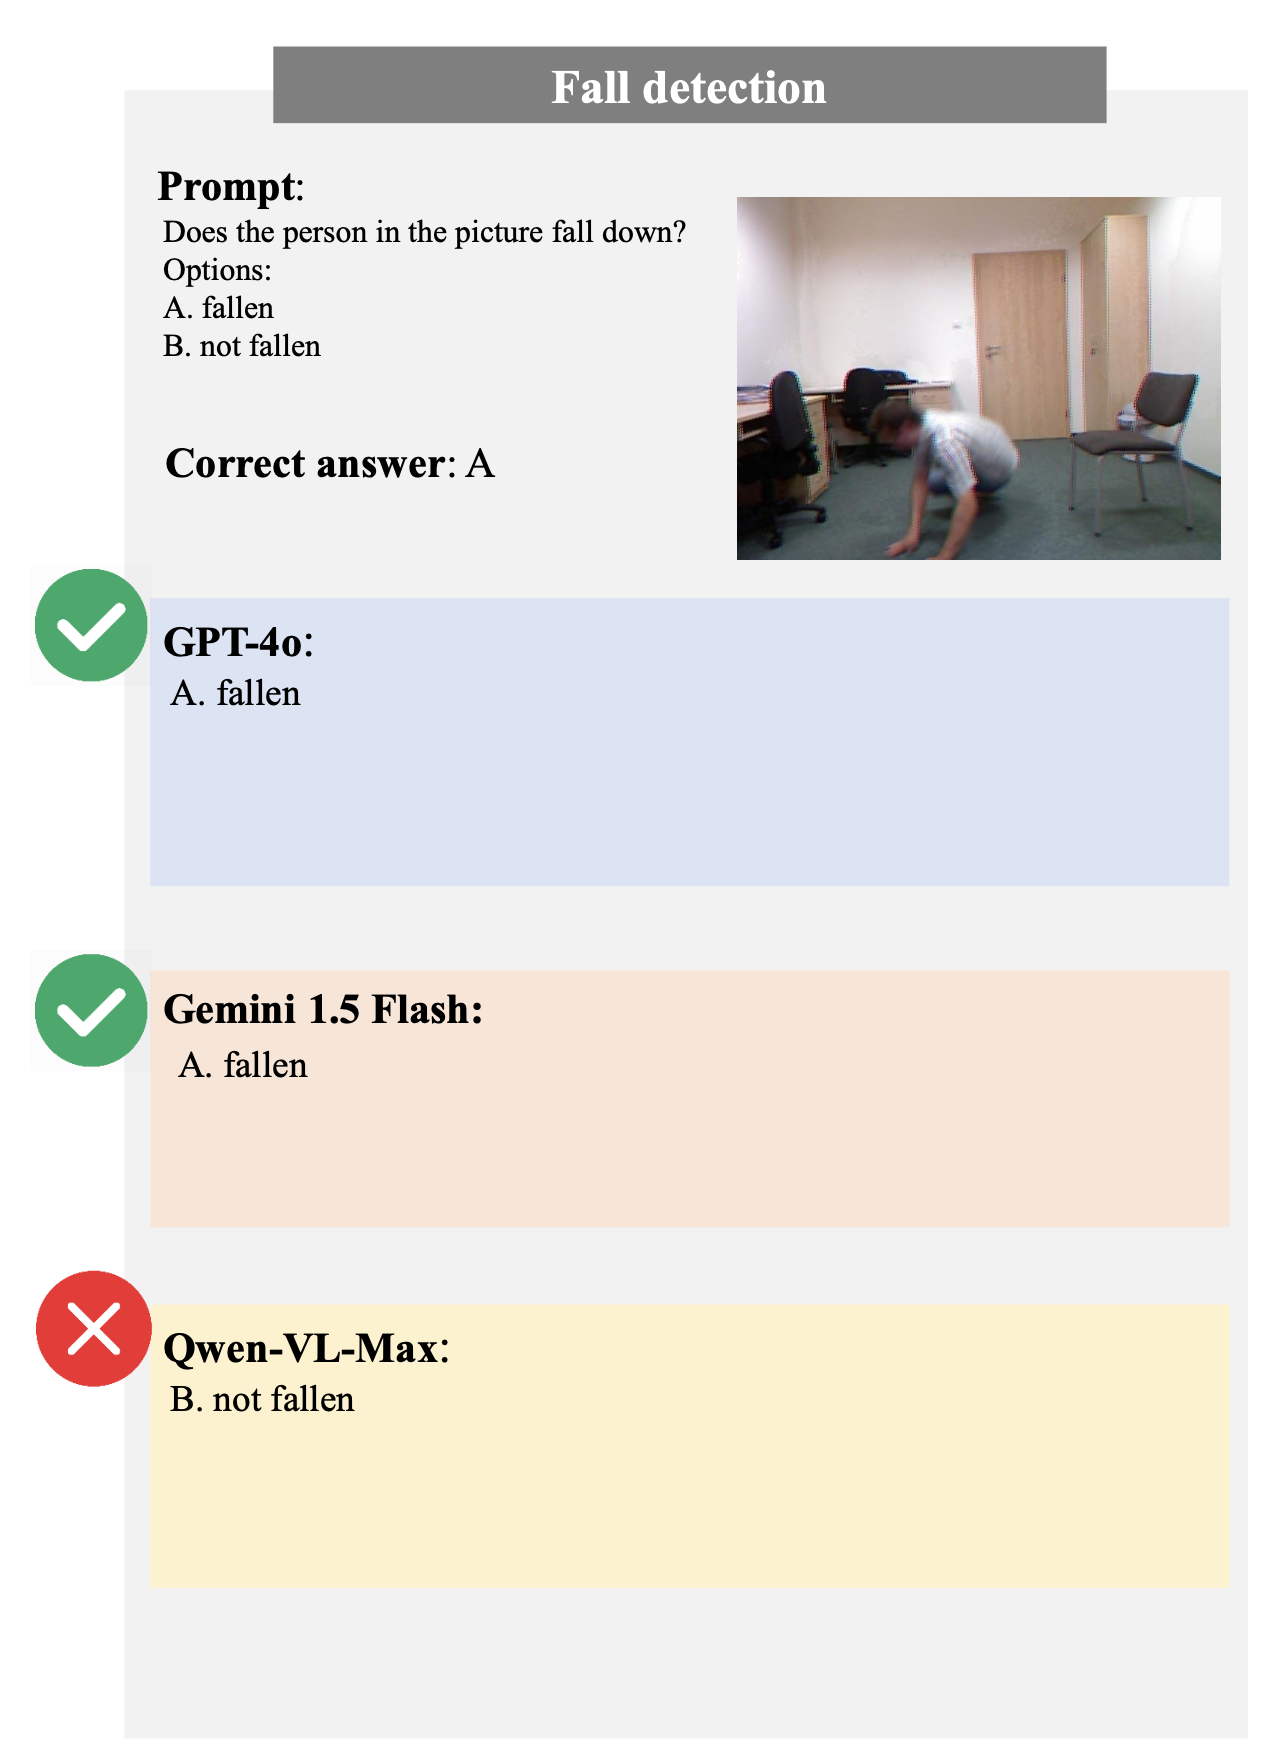 Fall detection
Prompt:
Does the person in the picture fall down?
Options:
A. fallen
B. not fallen
Correct answer: A
GPT-4o:
A. fallen
Gemini 1.5 Flash:
A. fallen
Qwen-VL-Max:
B. not fallen